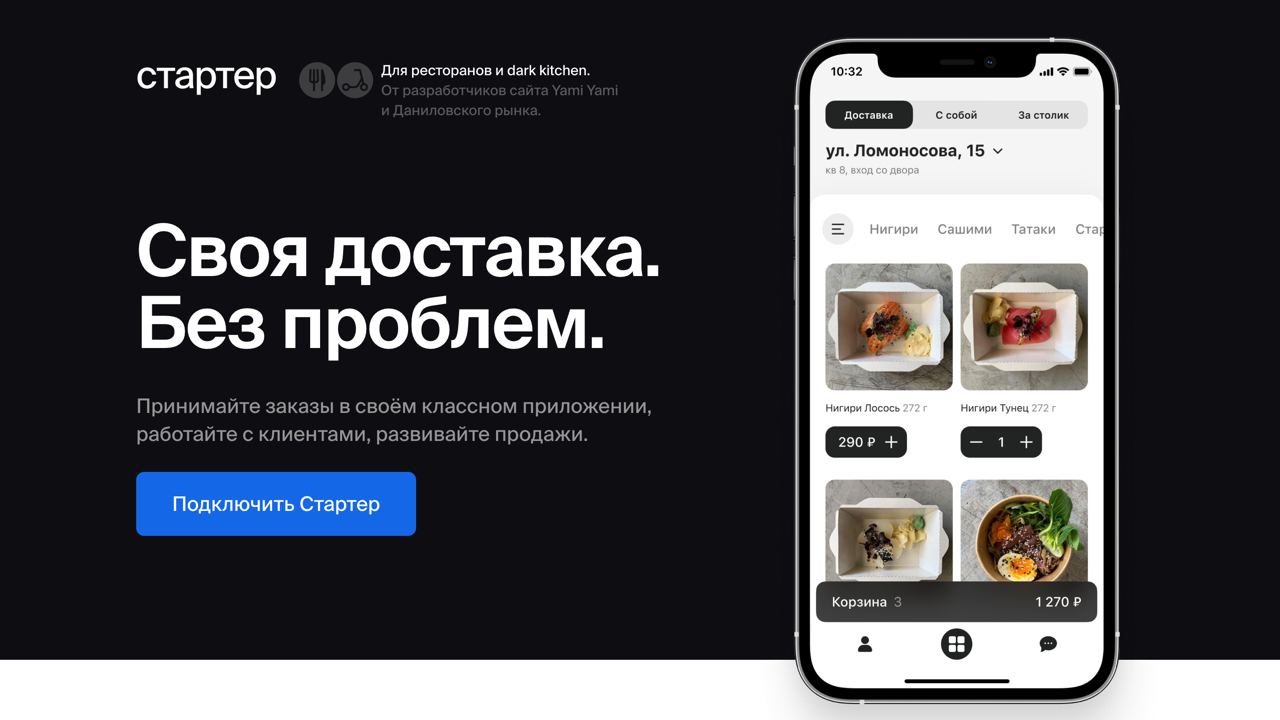 стартер
Для ресторанов и dark kitchen.
От разработчиков сайта Yami Yami
и Даниловского рынка.
Своя доставка.
Без проблем.
Принимайте заказы в своём классном приложении,
работайте с клиентами, развивайте продажи.
Подключить Стартер
10:32
Доставка С собой За столик
ул. Ломоносова, 15
кв 8, вход со двора
Нигири Сашими Татаки Стар
Нигири Лосось 272 г Нигири Тунец 272 г
290 ₽ + − 1 +
Корзина 3 1 270 ₽